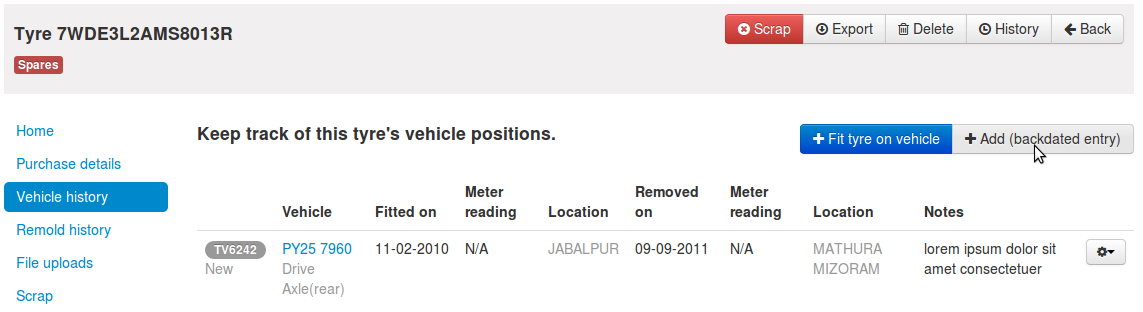 Tyre 7WDE3L2AMS8013R
Scrap Export Delete History Back
Spares
Home
Purchase details
Vehicle history
Remold history
File uploads
Scrap
Keep track of this tyre's vehicle positions.
Fit tyre on vehicle Add (backdated entry)
Vehicle Fitted on Meter reading Location Removed on Meter reading Location Notes
TV6242 PY25 7960 11-02-2010 N/A JABALPUR 09-09-2011 N/A MATHURA lorem ipsum dolor sit
New Drive MIZORAM amet consectetuer
Axle(rear)